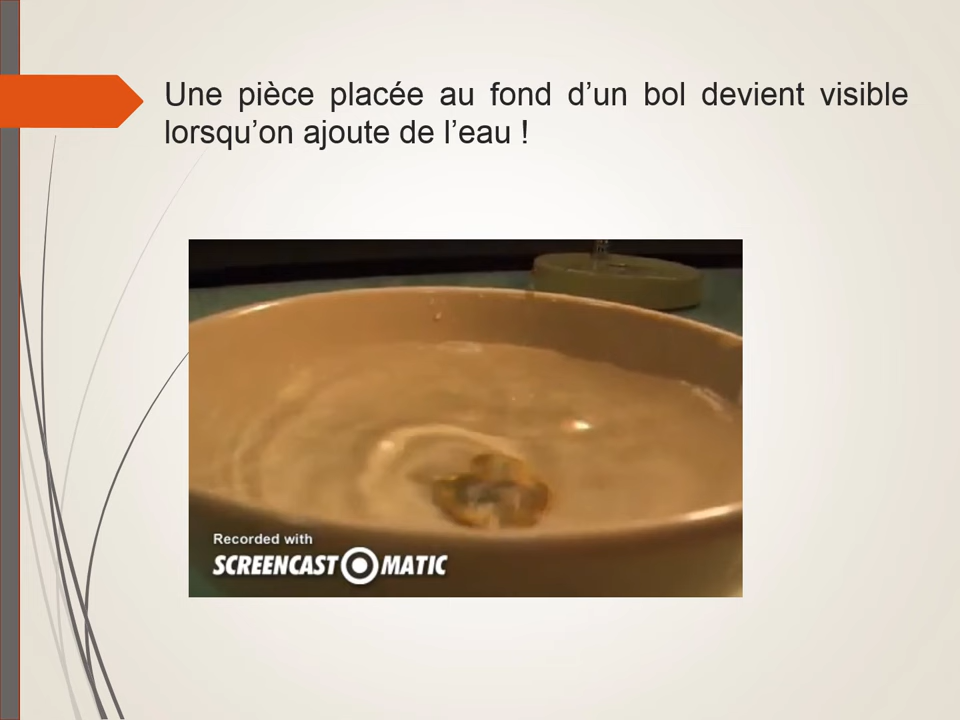 Une pièce placée au fond d’un bol devient visible
lorsqu’on ajoute de l’eau !
Recorded with
SCREENCAST O MATIC